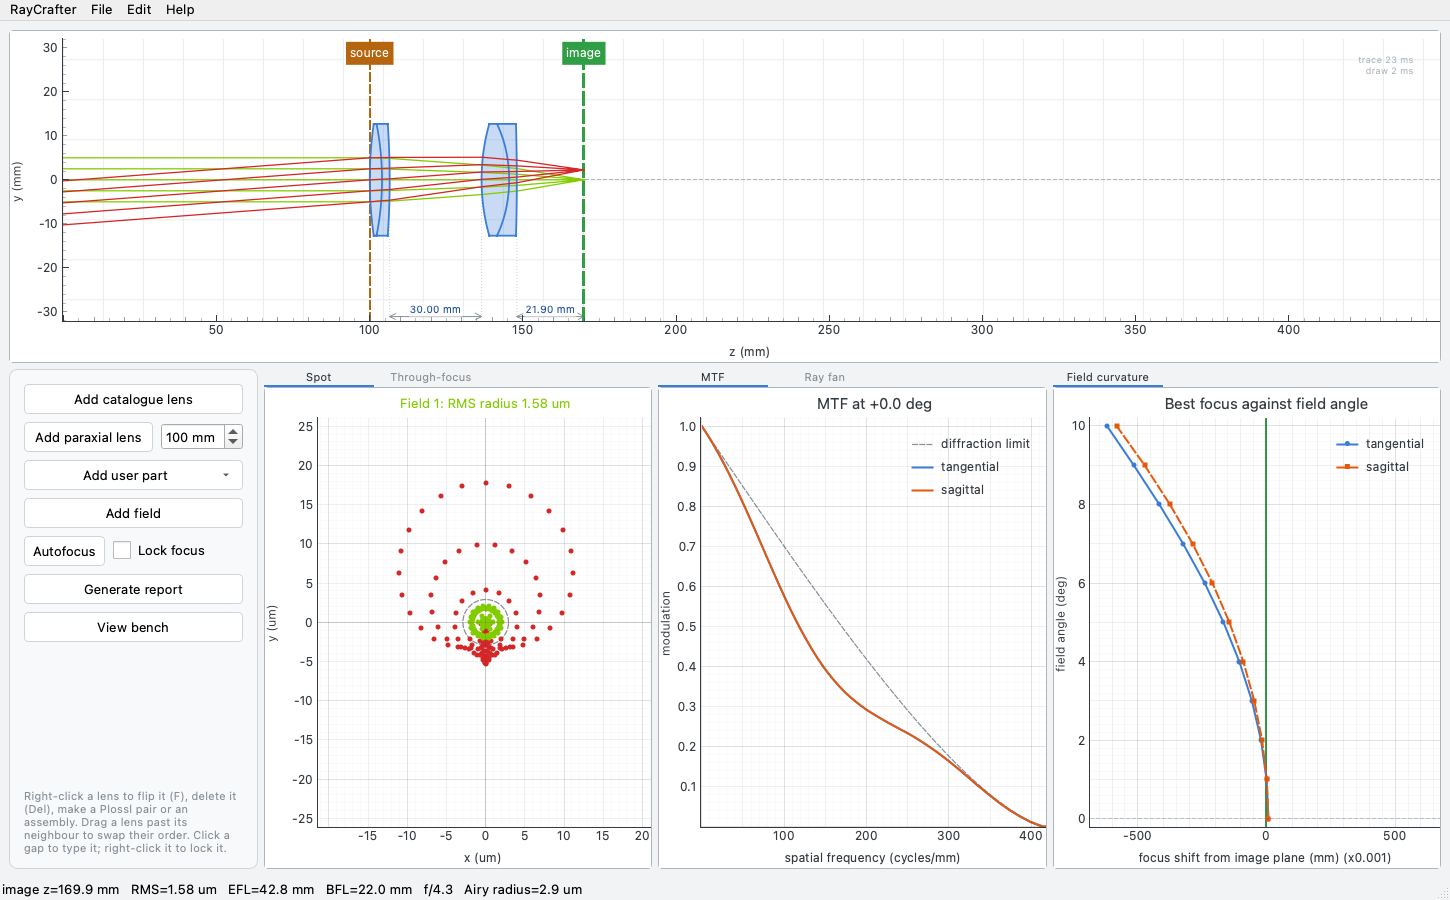 RayCrafter File Edit Help
source
image
trace 23 ms
draw 2 ms
30
20
10
0
-10
-20
-30
y (mm)
30.00 mm
21.90 mm
50 100 150 200 250 300 350 400
z (mm)
Add catalogue lens
Add paraxial lens 100 mm
Add user part
Add field
Autofocus Lock focus
Generate report
View bench
Right-click a lens to flip it (F), delete it
(Del), make a Plossl pair or an
assembly. Drag a lens past its
neighbour to swap their order. Click a
gap to type it; right-click it to lock it.
Spot Through-focus
Field 1: RMS radius 1.58 um
25
20
15
10
5
0
-5
-10
-15
-20
-25
y (um)
-15 -10 -5 0 5 10 15 20
x (um)
MTF Ray fan
MTF at +0.0 deg
diffraction limit
tangential
sagittal
1.0
0.9
0.8
0.7
0.6
0.5
0.4
0.3
0.2
0.1
modulation
100 200 300 400
spatial frequency (cycles/mm)
Field curvature
Best focus against field angle
tangential
sagittal
10
8
6
4
2
0
field angle (deg)
-500 0 500
focus shift from image plane (mm) (x0.001)
image z=169.9 mm RMS=1.58 um EFL=42.8 mm BFL=22.0 mm f/4.3 Airy radius=2.9 um